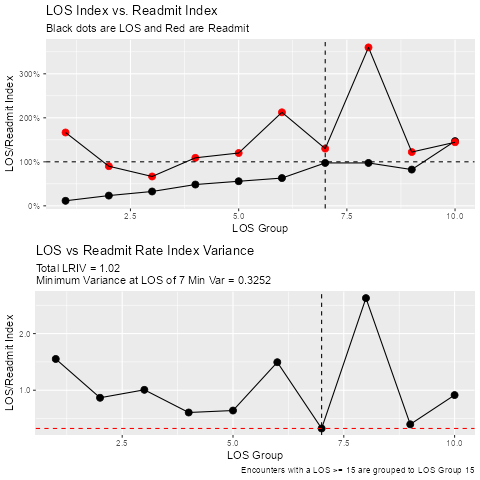 LOS Index vs. Readmit Index
Black dots are LOS and Red are Readmit
LOS/Readmit Index
300%
200%
100%
0%
2.5
5.0
7.5
10.0
LOS Group
LOS vs Readmit Rate Index Variance
Total LRIV = 1.02
Minimum Variance at LOS of 7 Min Var = 0.3252
LOS/Readmit Index
2.0
1.0
2.5
5.0
7.5
10.0
LOS Group
Encounters with a LOS >= 15 are grouped to LOS Group 15